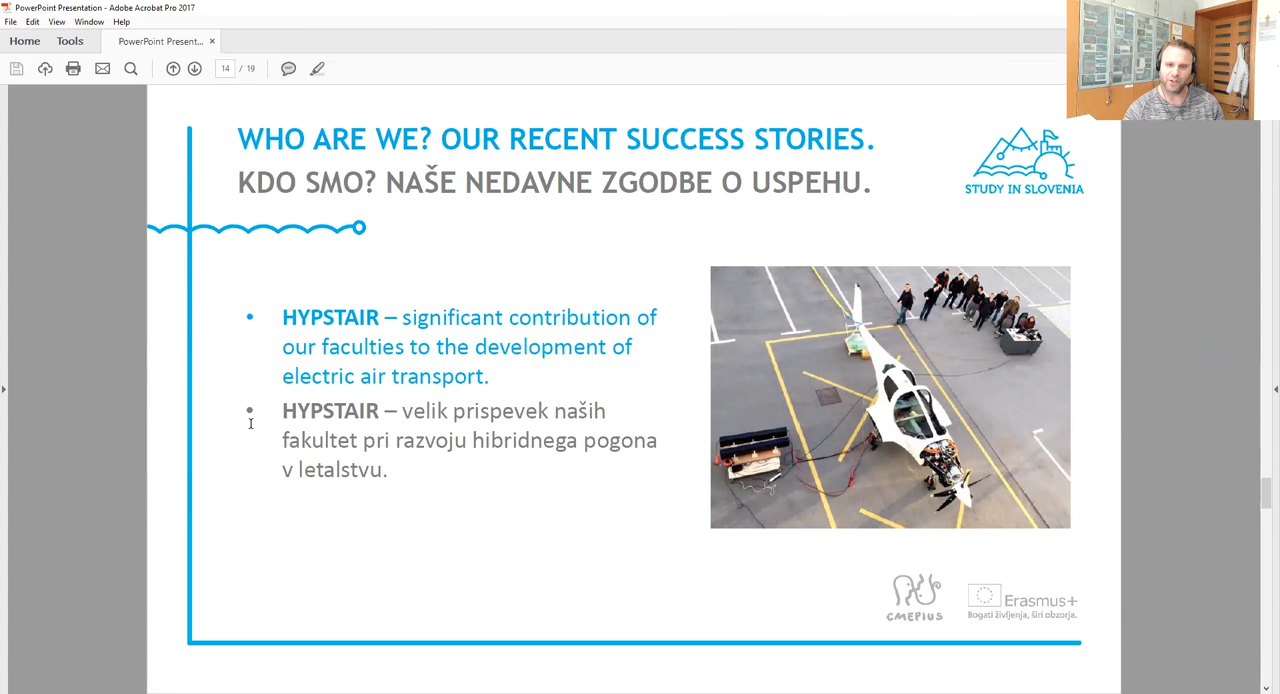 PowerPoint Presentation - Adobe Acrobat Pro 2017
File Edit View Window Help
Home Tools PowerPoint Present... ×
14 / 19
WHO ARE WE? OUR RECENT SUCCESS STORIES.
KDO SMO? NAŠE NEDAVNE ZGODBE O USPEHU.
STUDY IN SLOVENIA
• HYPSTAIR – significant contribution of
our faculties to the development of
electric air transport.
• HYPSTAIR – velik prispevek naših
fakultet pri razvoju hibridnega pogona
v letalstvu.
CMEPIUS
Erasmus+
Bogati življenja, širi obzorja.